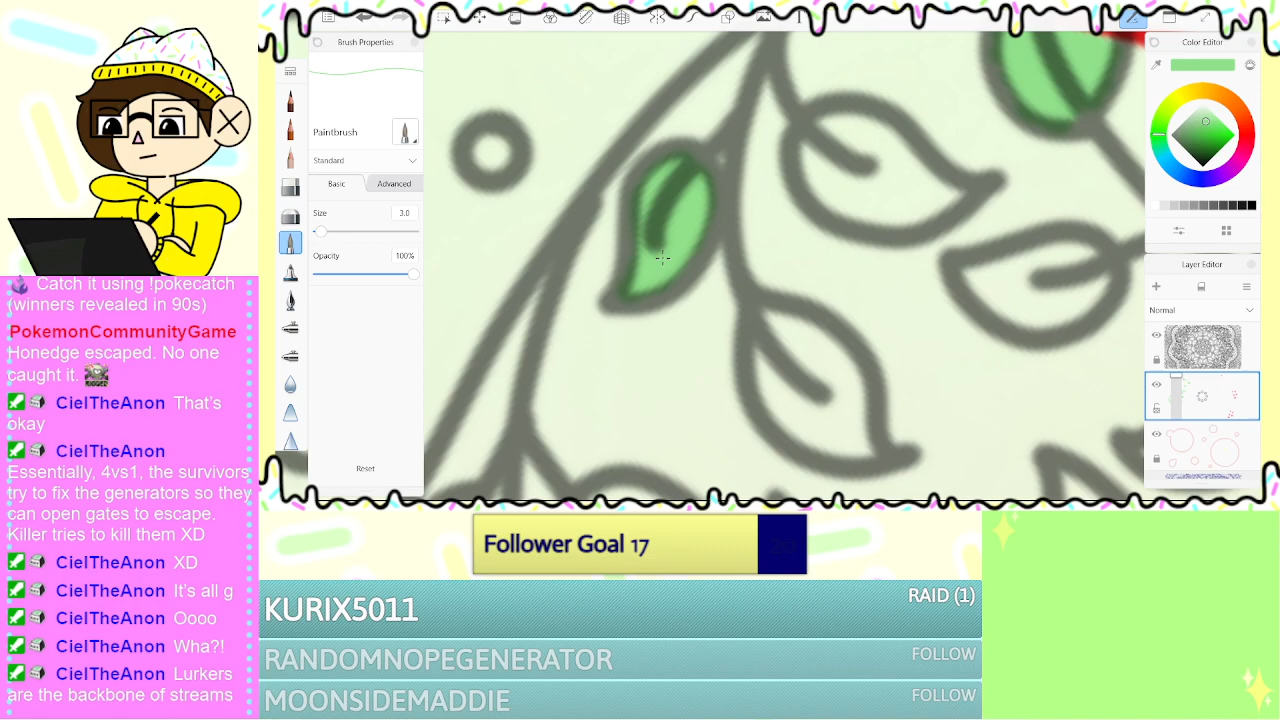 Brush Properties
Paintbrush
Standard
Basic
Advanced
Size
3.0
Opacity
100%
Reset
Color Editor
Layer Editor
Normal
Catch it using !pokecatch
(winners revealed in 90s)
PokemonCommunityGame
Honedge escaped. No one
caught it.
CielTheAnon That's
okay
CielTheAnon
Essentially, 4vs1, the survivors
try to fix the generators so they
can open gates to escape.
Killer tries to kill them XD
CielTheAnon XD
CielTheAnon It's all g
CielTheAnon Oooo
CielTheAnon Wha?!
CielTheAnon Lurkers
are the backbone of streams
Follower Goal 17
20
KURIX5011
RAID (1)
RANDOMNOPEGENERATOR
FOLLOW
MOONSIDEMADDIE
FOLLOW